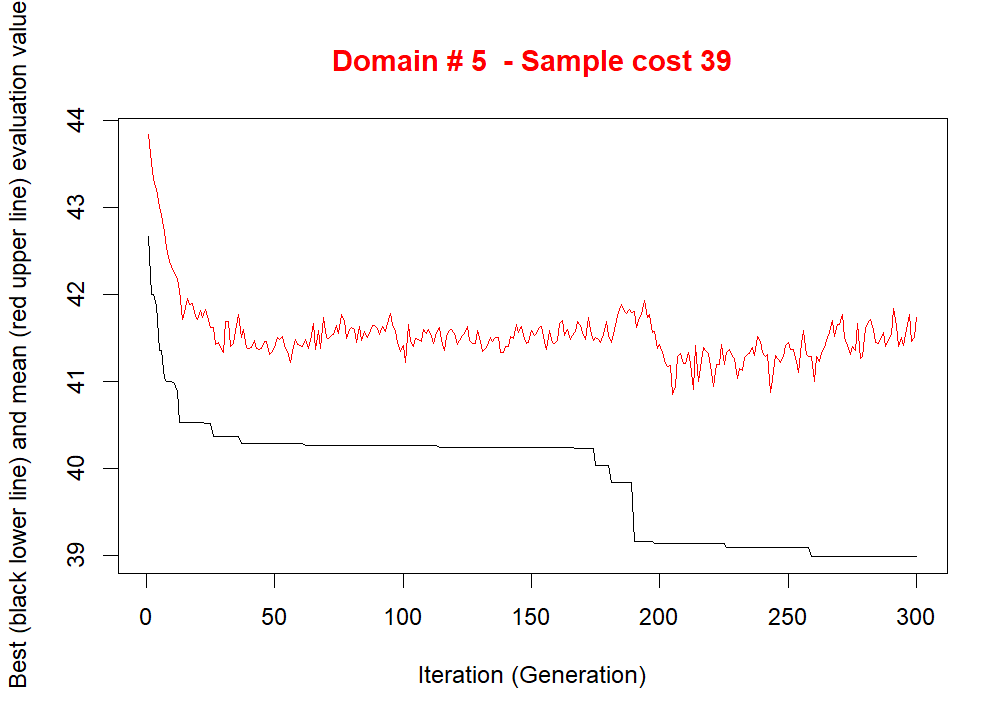 Domain # 5  - Sample cost 39
Best (black lower line) and mean (red upper line) evaluation value
44
43
42
41
40
39
0 50 100 150 200 250 300
Iteration (Generation)